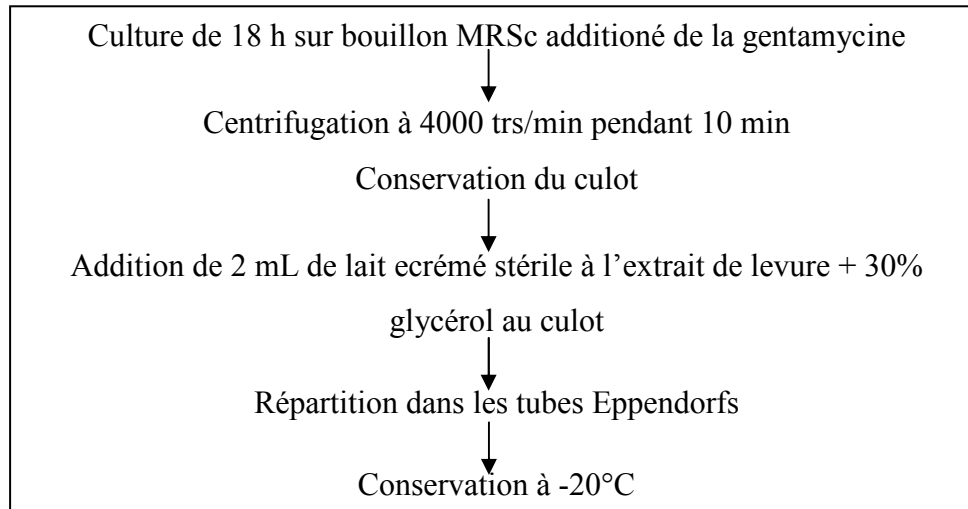 Culture de 18 h sur bouillon MRSc additioné de la gentamycine
Centrifugation à 4000 trs/min pendant 10 min
Conservation du culot
Addition de 2 mL de lait ecrémé stérile à l’extrait de levure + 30%
glycérol au culot
Répartition dans les tubes Eppendorfs
Conservation à -20°C